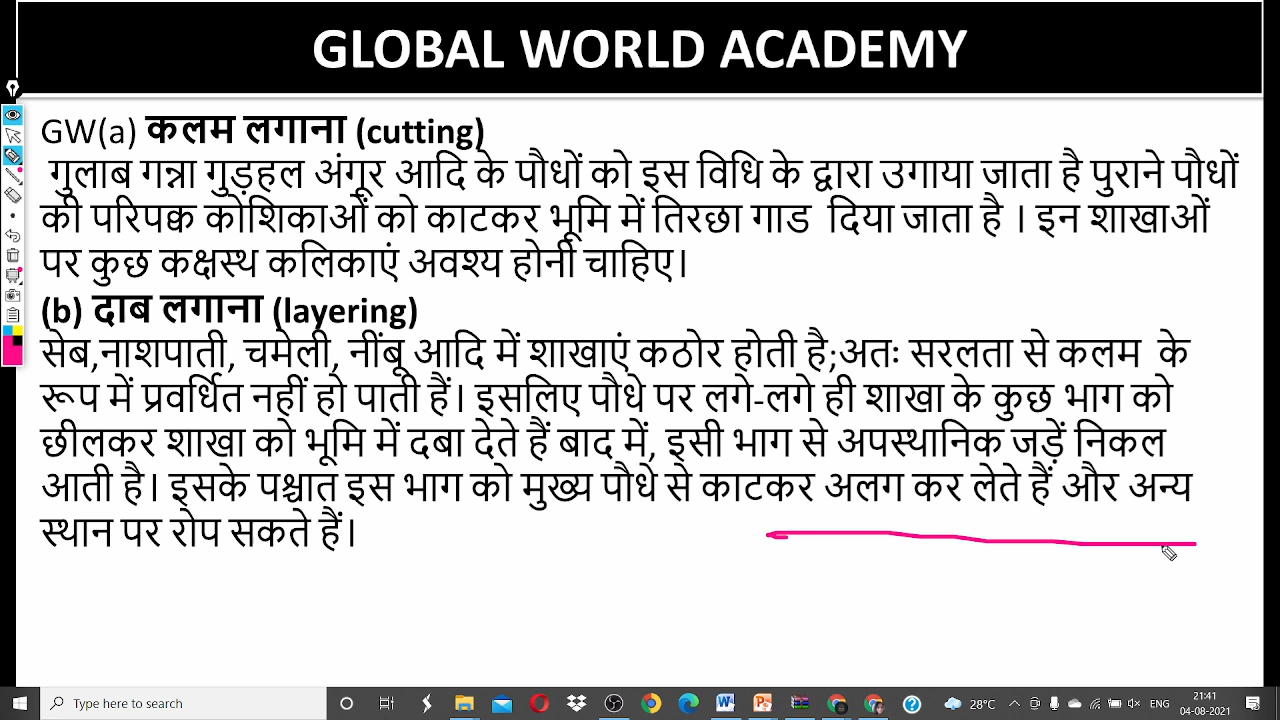 GLOBAL WORLD ACADEMY
GW(a) कलम लगाना (cutting)
गुलाब गन्ना गुड़हल अंगूर आदि के पौधों को इस विधि के द्वारा उगाया जाता है पुराने पौधों
की परिपक्व कोशिकाओं को काटकर भूमि में तिरछा गाड दिया जाता है । इन शाखाओं
पर कुछ कक्षस्थ कलिकाएं अवश्य होनी चाहिए।
(b) दाब लगाना (layering)
सेब,नाशपाती, चमेली, नींबू आदि में शाखाएं कठोर होती है;अतः सरलता से कलम के
रूप में प्रवर्धित नहीं हो पाती हैं। इसलिए पौधे पर लगे-लगे ही शाखा के कुछ भाग को
छीलकर शाखा को भूमि में दबा देते हैं बाद में, इसी भाग से अपस्थानिक जड़ें निकल
आती है। इसके पश्चात इस भाग को मुख्य पौधे से काटकर अलग कर लेते हैं और अन्य
स्थान पर रोप सकते हैं।
Type here to search
28°C
ENG
21:41
04-08-2021